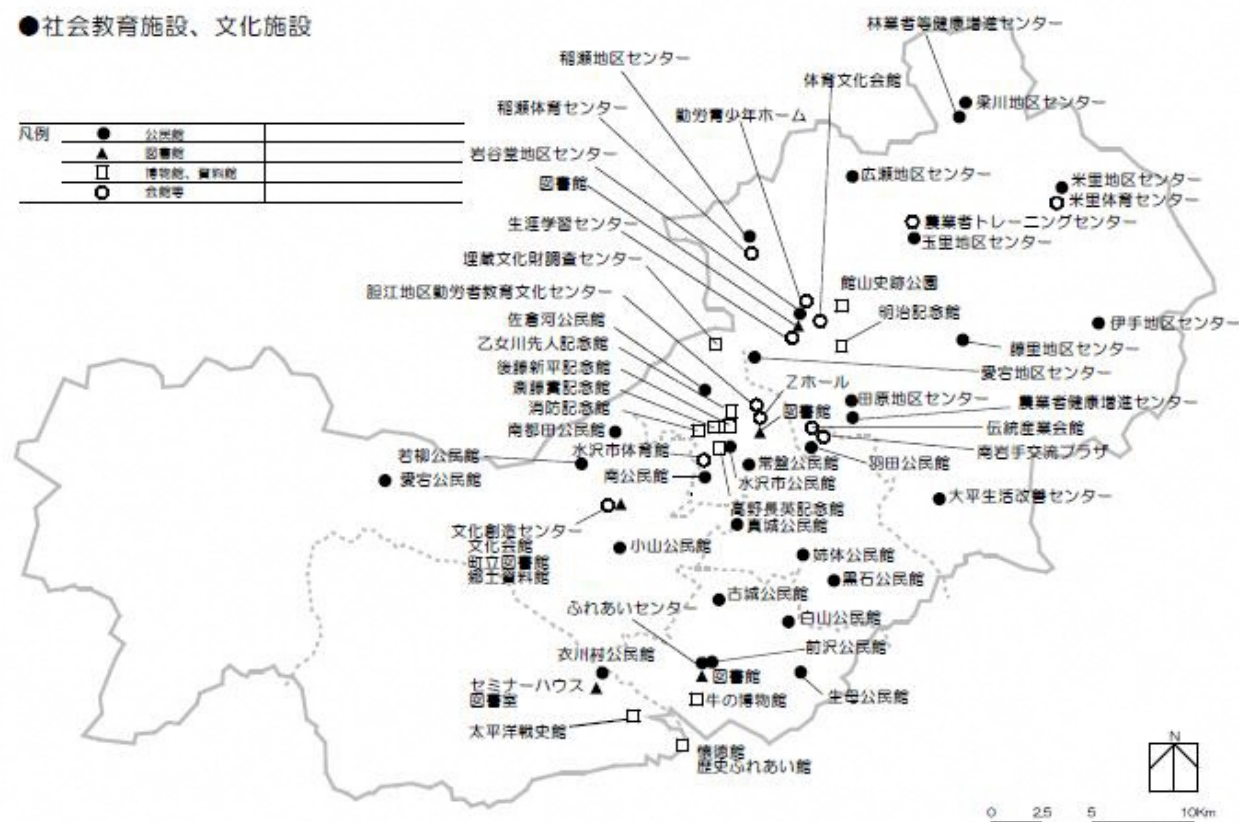 ●社会教育施設、文化施設
凡例
● 公民館
▲ 図書館
□ 博物館、資料館
○ 会館等
林業者等健康増進センター
稲瀬地区センター
体育文化会館
稲瀬体育センター
勤労青少年ホーム
梁川地区センター
岩谷堂地区センター
広瀬地区センター
米里地区センター
図書館
米里体育センター
生涯学習センター
農業者トレーニングセンター
玉里地区センター
埋蔵文化財調査センター
館山史跡公園
胆江地区勤労者教育文化センター
明治記念館
佐倉河公民館
伊手地区センター
乙女川先人記念館
藤里地区センター
後藤新平記念館
愛宕地区センター
斎藤實記念館
Zホール
消防記念館
図書館
田原地区センター
農業者健康増進センター
南都田公民館
伝統産業会館
水沢市体育館
南岩手交流プラザ
若柳公民館
常盤公民館
羽田公民館
愛宕公民館
南公民館
水沢市公民館
大平生活改善センター
高野長英記念館
真城公民館
文化創造センター
文化会館
町立図書館
郷土資料館
小山公民館
姉体公民館
黒石公民館
古城公民館
ふれあいセンター
白山公民館
衣川村公民館
前沢公民館
図書館
セミナーハウス
図書室
牛の博物館
生母公民館
太平洋戦史館
懐徳館
歴史ふれあい館
N
0 2.5 5 10Km